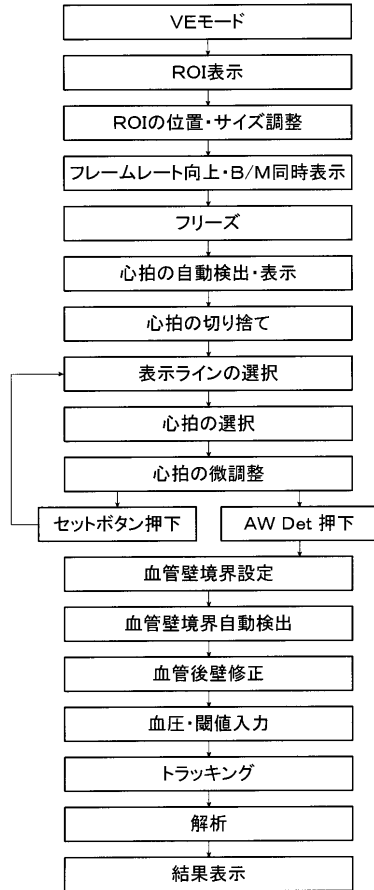 VEモード
ROI表示
ROIの位置・サイズ調整
フレームレート向上・B/M同時表示
フリーズ
心拍の自動検出・表示
心拍の切り捨て
表示ラインの選択
心拍の選択
心拍の微調整
セットボタン押下
AW Det 押下
血管壁境界設定
血管壁境界自動検出
血管後壁修正
血圧・閾値入力
トラッキング
解析
結果表示